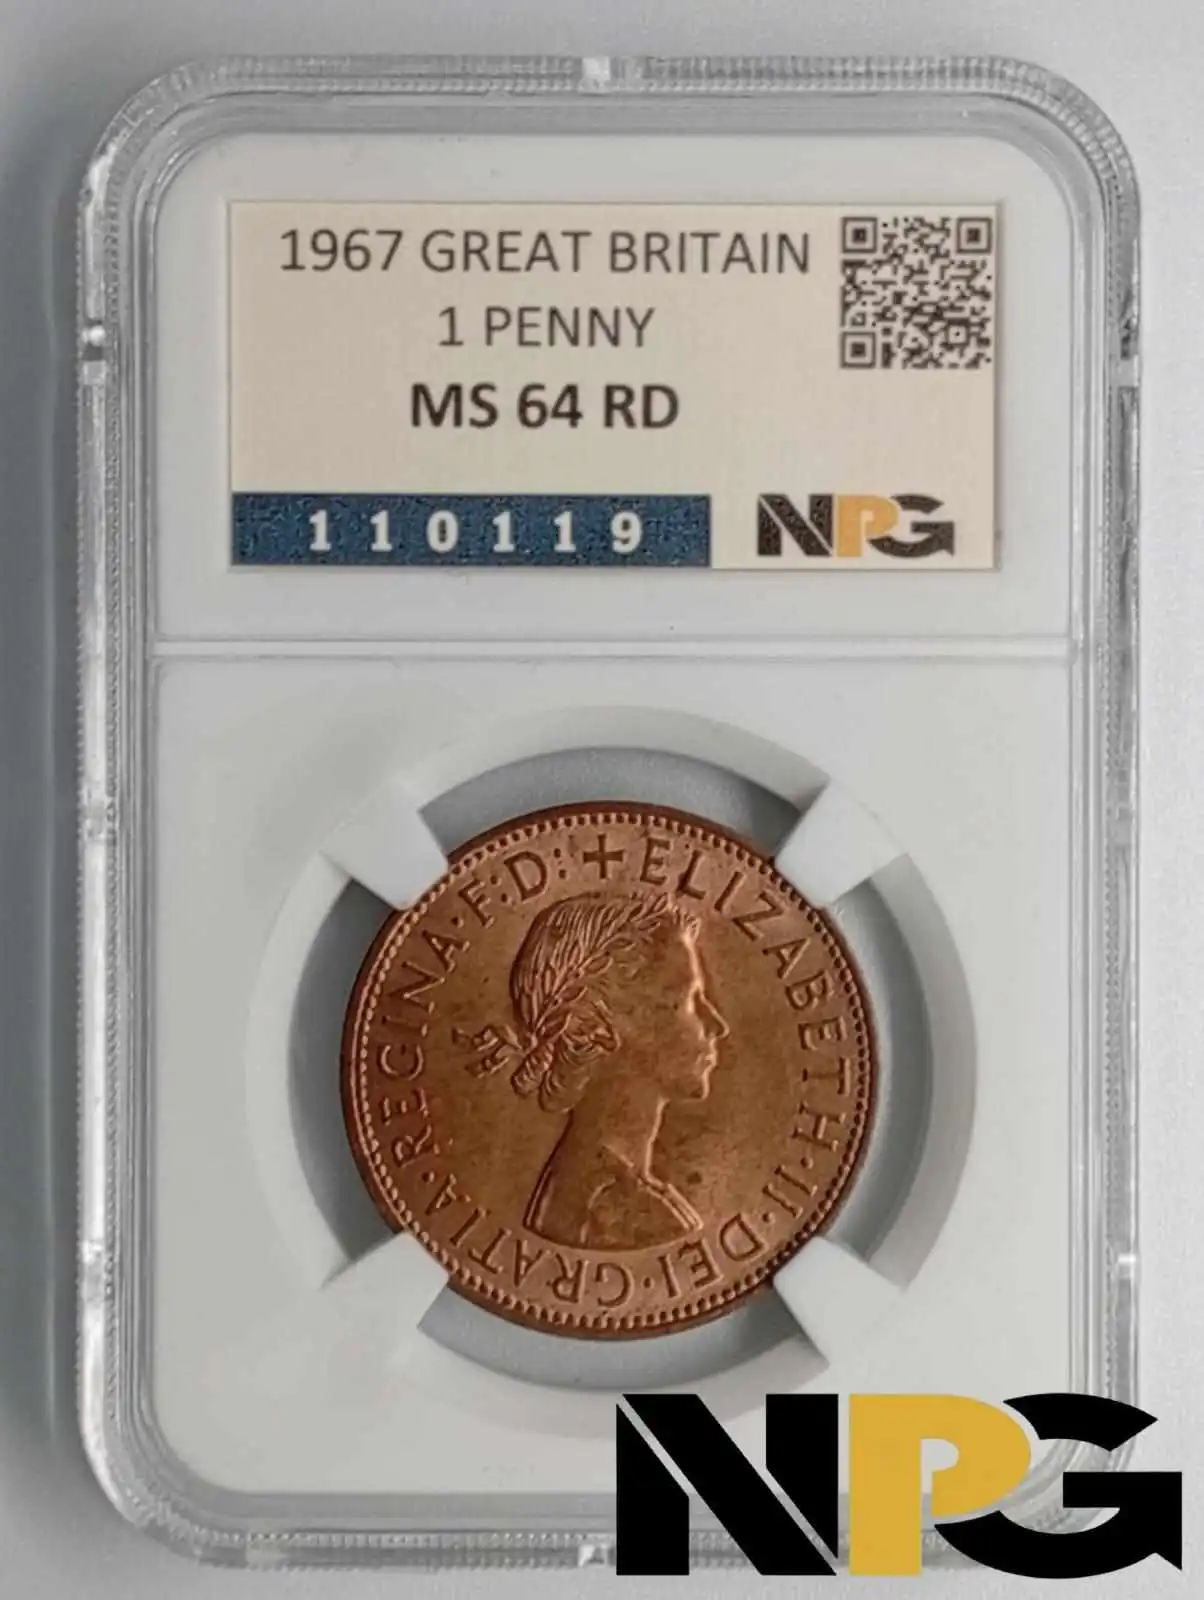 1967 GREAT BRITAIN
1 PENNY
MS 64 RD
110119
NPG
+ELIZABETH·II·DEI·GRATIA·REGINA·F:D:
NPG